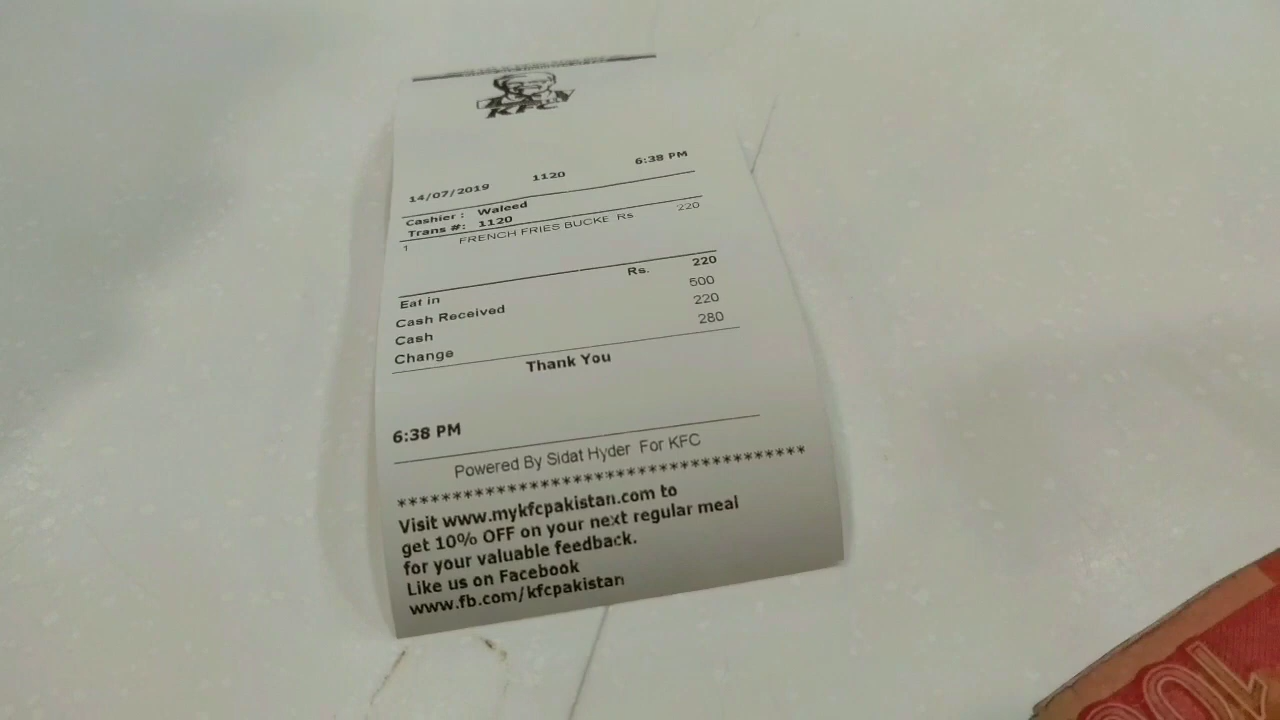 KFC
14/07/2019 1120 6:38 PM
Cashier : Waleed
Trans #: 1120
1 FRENCH FRIES BUCKE Rs 220
Rs. 220
Eat in
Cash Received 500
Cash 220
Change 280
Thank You
6:38 PM
Powered By Sidat Hyder For KFC
****************************************
Visit www.mykfcpakistan.com to
get 10% OFF on your next regular meal
for your valuable feedback.
Like us on Facebook
www.fb.com/kfcpakistan
100